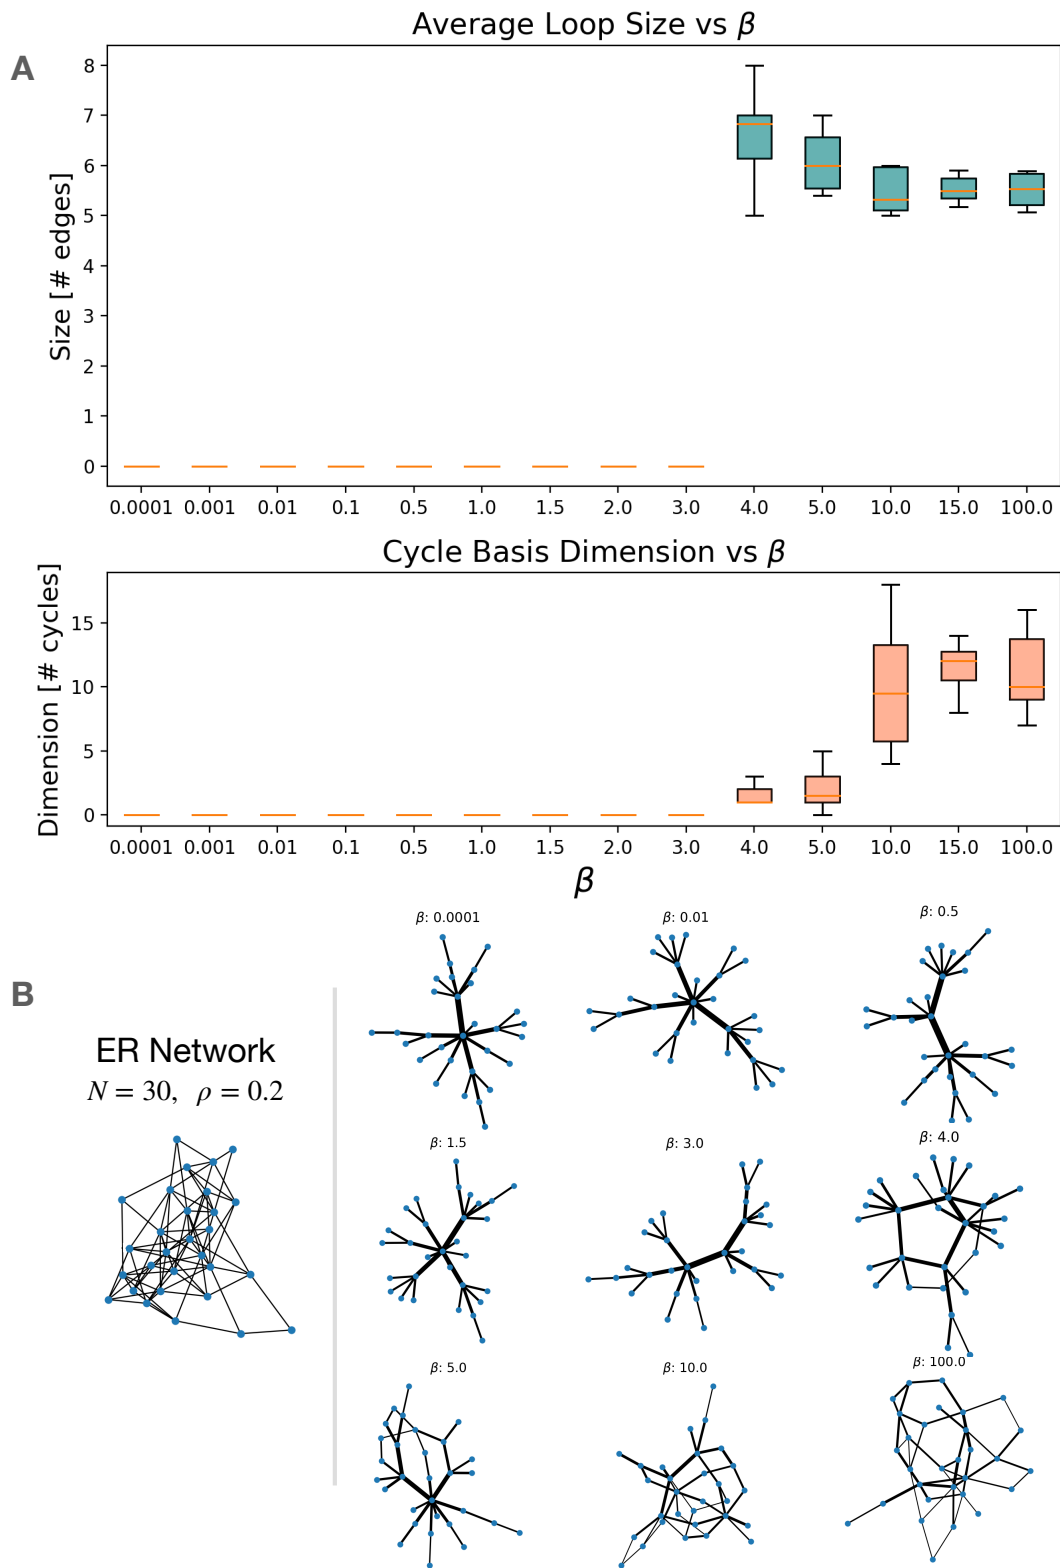 Average Loop Size vs β
A
Size [# edges]
8
7
6
5
4
3
2
1
0
0.0001 0.001 0.01 0.1 0.5 1.0 1.5 2.0 3.0 4.0 5.0 10.0 15.0 100.0
Cycle Basis Dimension vs β
Dimension [# cycles]
15
10
5
0
0.0001 0.001 0.01 0.1 0.5 1.0 1.5 2.0 3.0 4.0 5.0 10.0 15.0 100.0
β
B
ER Network
N = 30, ρ = 0.2
β: 0.0001
β: 0.01
β: 0.5
β: 1.5
β: 3.0
β: 4.0
β: 5.0
β: 10.0
β: 100.0